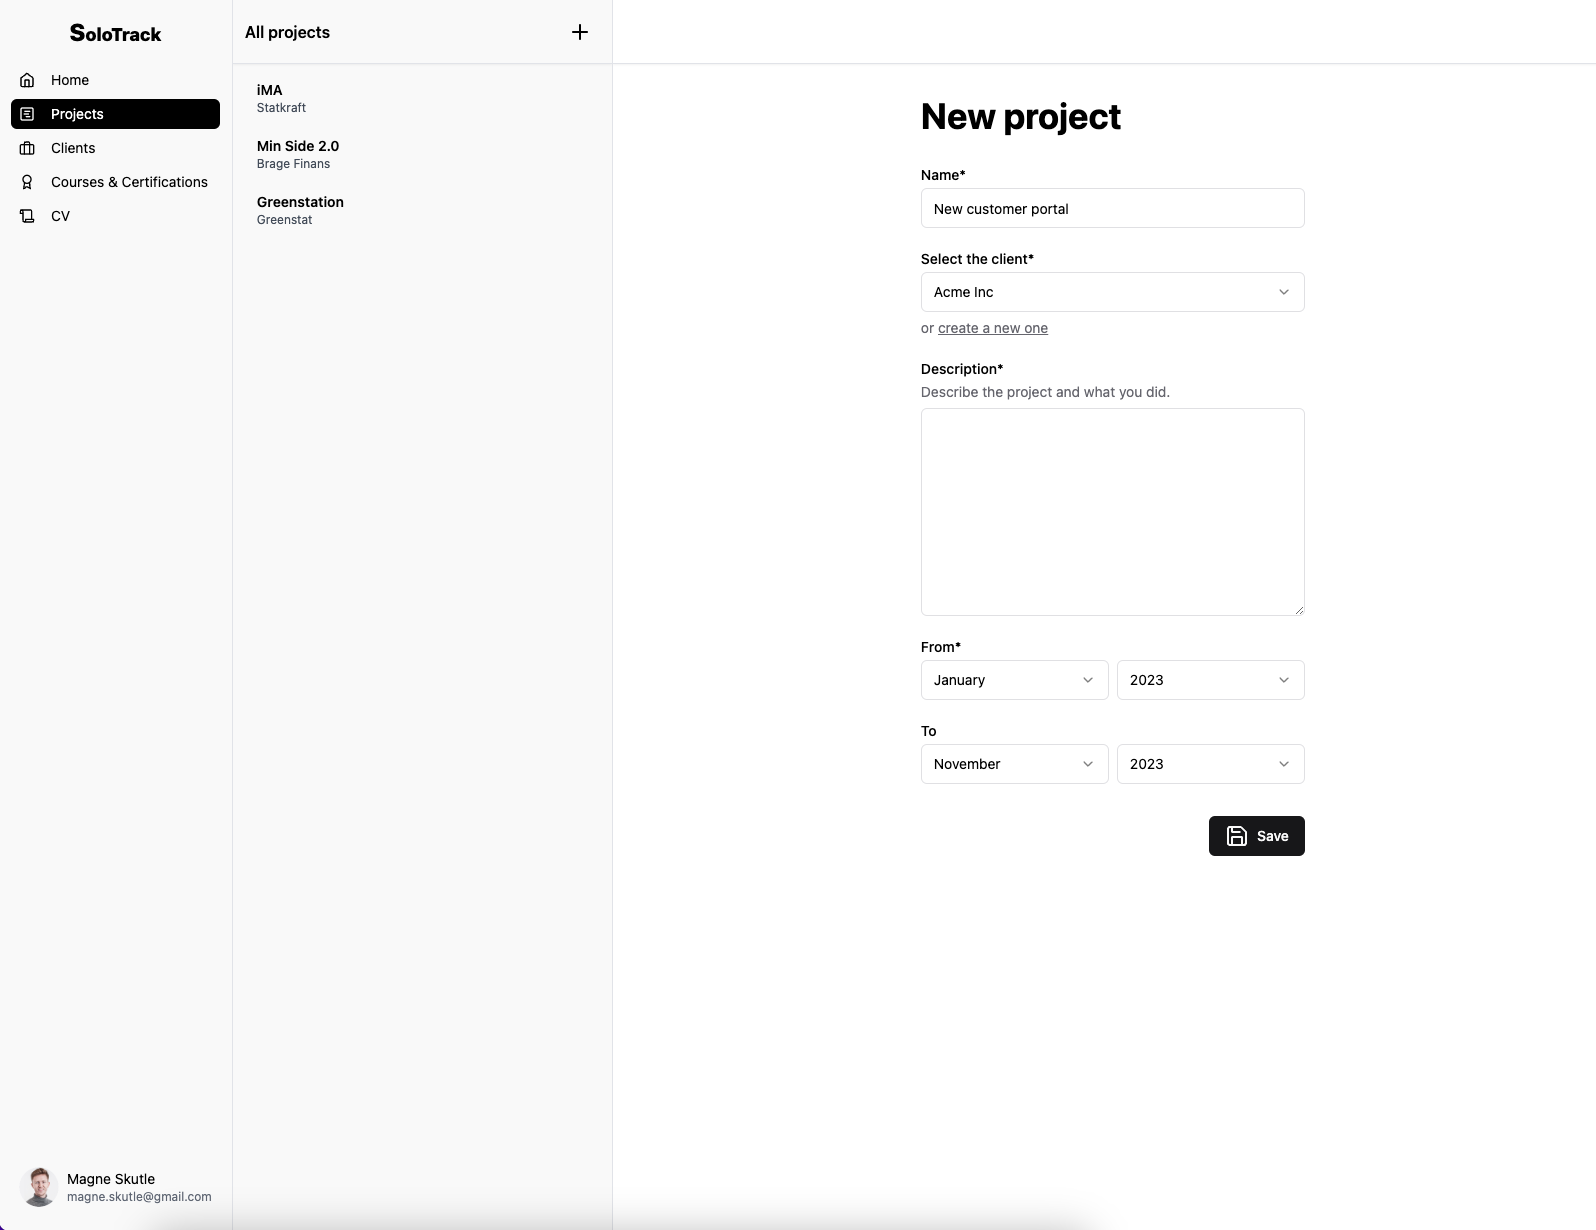 SoloTrack
Home
Projects
Clients
Courses & Certifications
CV
Magne Skutle
magne.skutle@gmail.com
All projects
iMA
Statkraft
Min Side 2.0
Brage Finans
Greenstation
Greenstat
New project
Name*
New customer portal
Select the client*
Acme Inc
or create a new one
Description*
Describe the project and what you did.
From*
January 2023
To
November 2023
Save